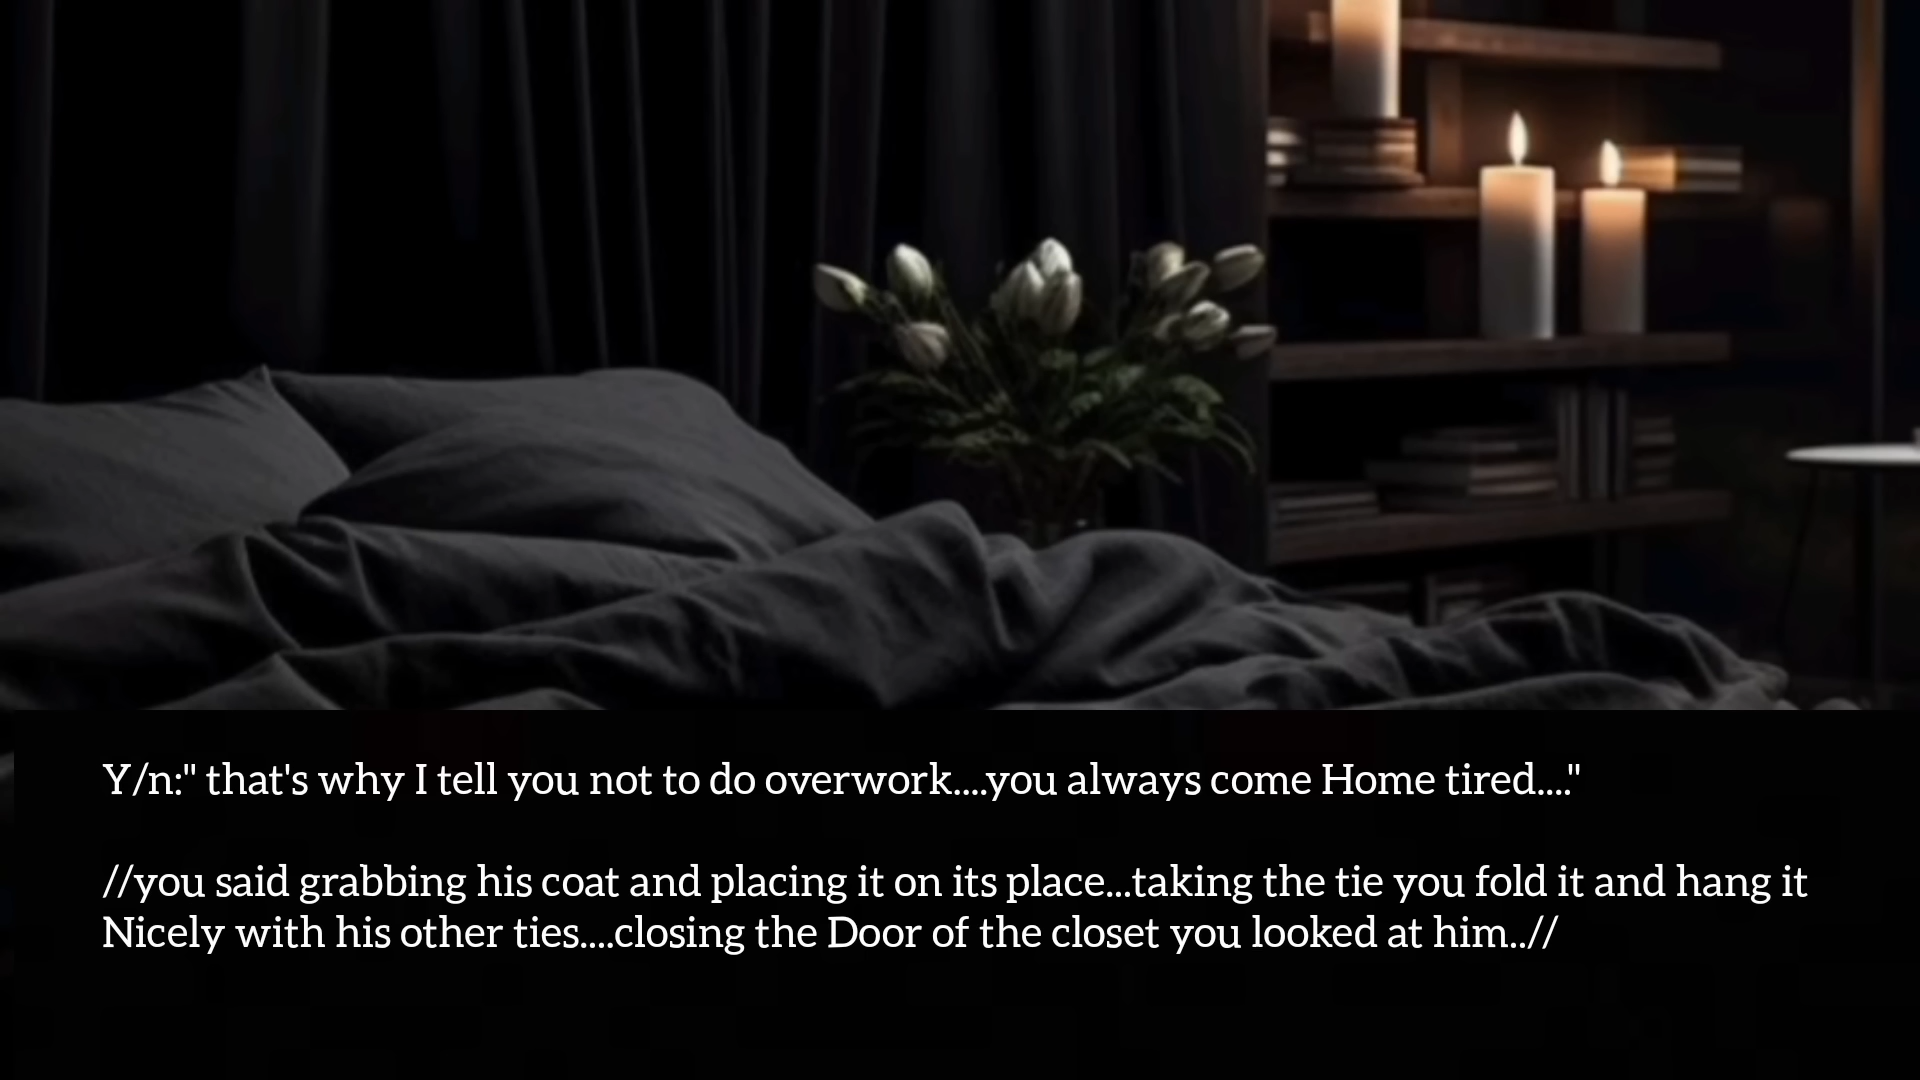 Y/n:" that's why I tell you not to do overwork....you always come Home tired...."
//you said grabbing his coat and placing it on its place...taking the tie you fold it and hang it
Nicely with his other ties....closing the Door of the closet you looked at him..//